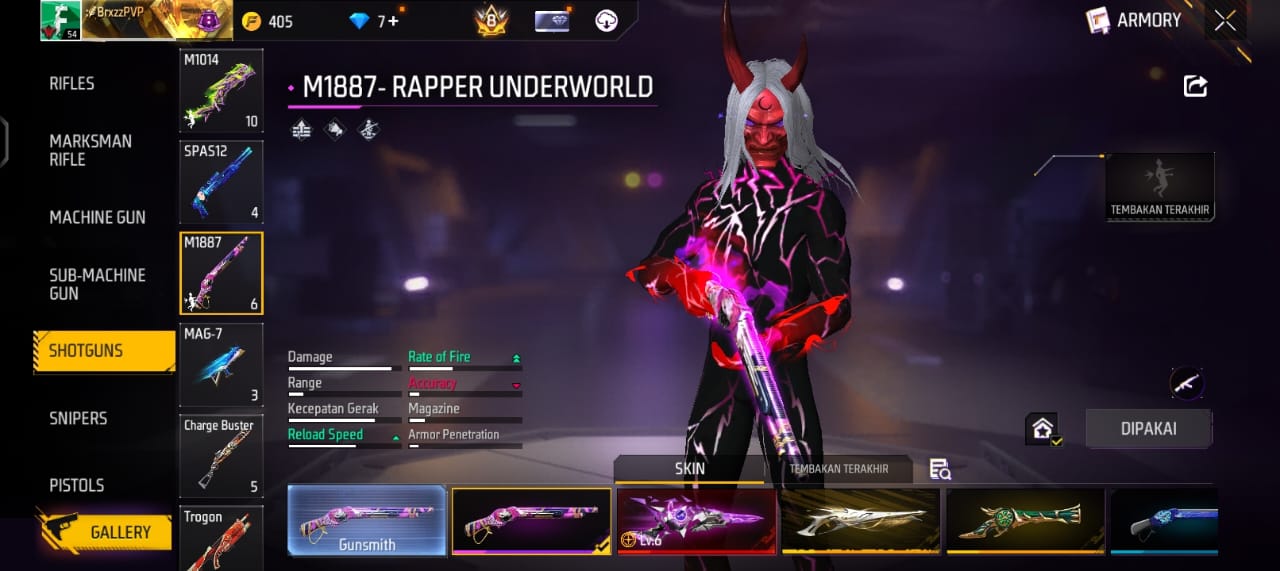 BrxzzPVP
54
405
7+
8
ARMORY
RIFLES
MARKSMAN
RIFLE
MACHINE GUN
SUB-MACHINE
GUN
SHOTGUNS
SNIPERS
PISTOLS
GALLERY
M1014
10
SPAS12
4
M1887
6
MAG-7
3
Charge Buster
5
Trogon
M1887- RAPPER UNDERWORLD
Damage
Rate of Fire
Range
Accuracy
Kecepatan Gerak
Magazine
Reload Speed
Armor Penetration
TEMBAKAN TERAKHIR
DIPAKAI
SKIN
TEMBAKAN TERAKHIR
Gunsmith
Lv.6